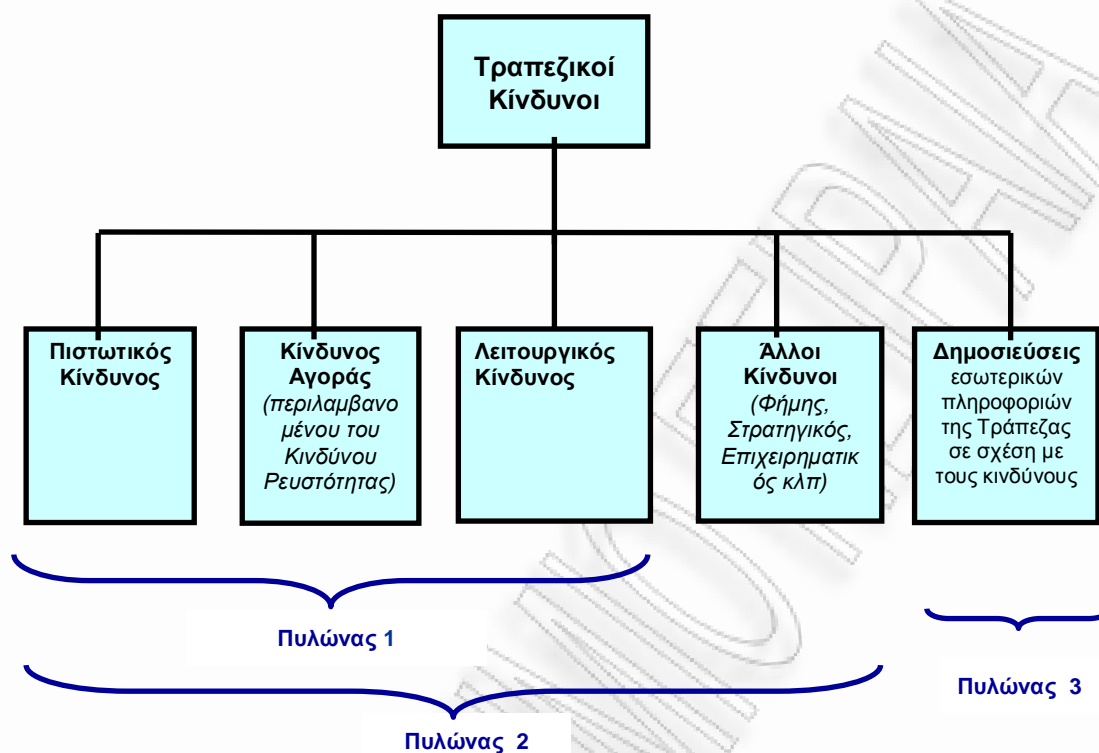 Τραπεζικοί
Κίνδυνοι
Πιστωτικός
Κίνδυνος
Κίνδυνος
Αγοράς
(περιλαμβανο
μένου του
Κινδύνου
Ρευστότητας)
Λειτουργικός
Κίνδυνος
Άλλοι
Κίνδυνοι
(Φήμης,
Στρατηγικός,
Επιχειρηματικ
ός κλπ)
Δημοσιεύσεις
εσωτερικών
πληροφοριών
της Τράπεζας
σε σχέση με
τους κινδύνους
Πυλώνας 1
Πυλώνας 2
Πυλώνας 3